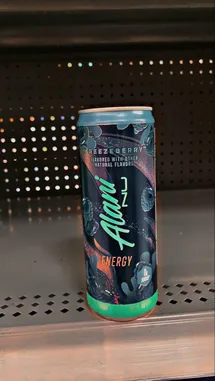 BREEZEBERRY
FLAVORED WITH OTHER
NATURAL FLAVORS
Alani
NU
ENERGY